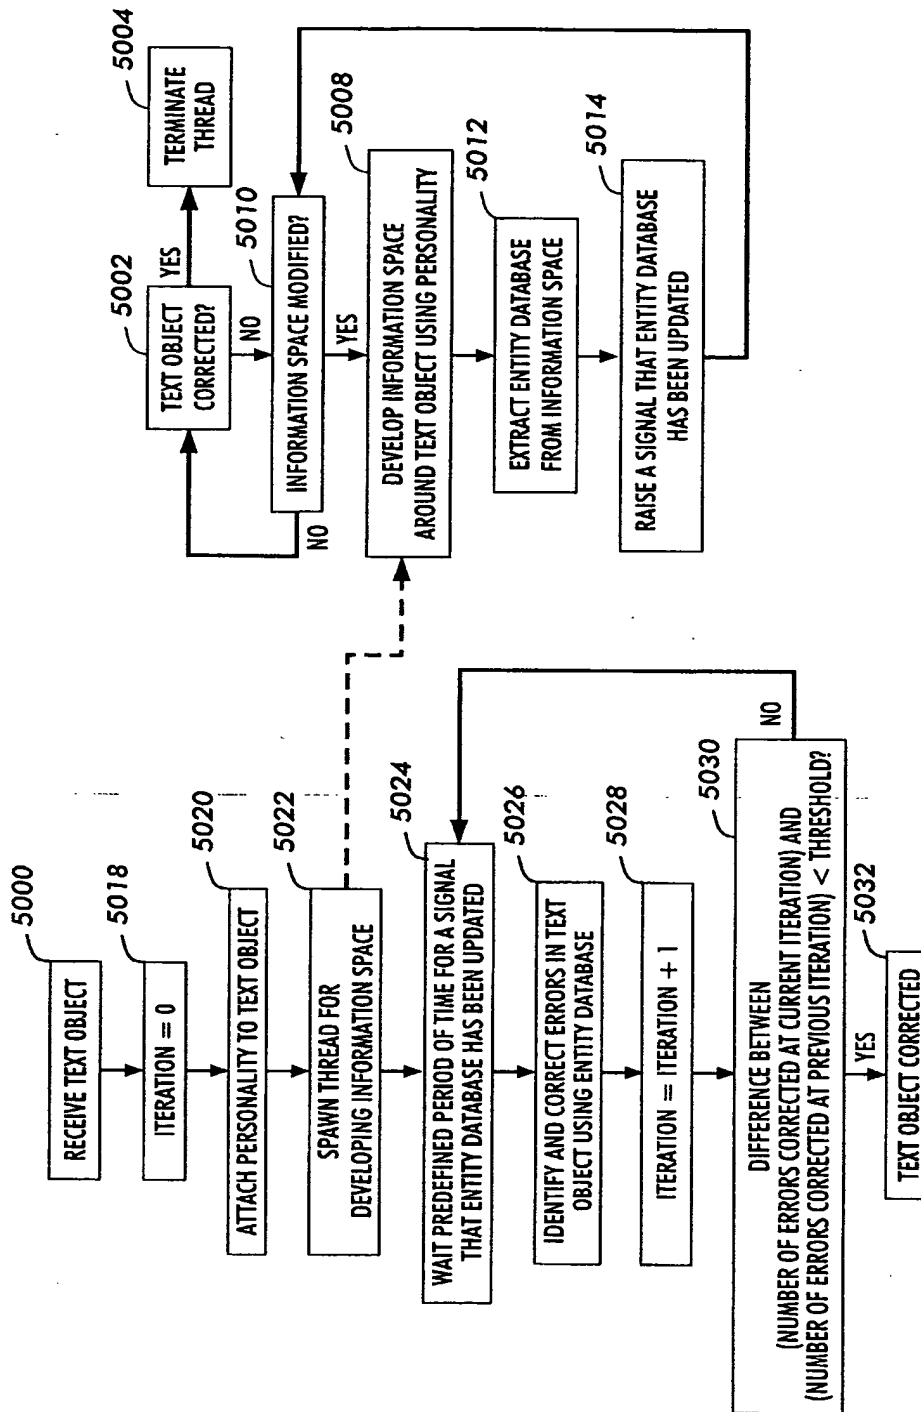 5000
RECEIVE TEXT OBJECT
5018
ITERATION = 0
5020
ATTACH PERSONALITY TO TEXT OBJECT
5022
SPAWN THREAD FOR
DEVELOPING INFORMATION SPACE
5024
WAIT PREDEFINED PERIOD OF TIME FOR A SIGNAL
THAT ENTITY DATABASE HAS BEEN UPDATED
5026
IDENTIFY AND CORRECT ERRORS IN TEXT
OBJECT USING ENTITY DATABASE
5028
ITERATION = ITERATION + 1
5030
DIFFERENCE BETWEEN
(NUMBER OF ERRORS CORRECTED AT CURRENT ITERATION) AND
(NUMBER OF ERRORS CORRECTED AT PREVIOUS ITERATION) < THRESHOLD?
NO
YES
5032
TEXT OBJECT CORRECTED
5002
TEXT OBJECT
CORRECTED?
YES
5004
TERMINATE
THREAD
NO
5010
INFORMATION SPACE MODIFIED?
NO
YES
5008
DEVELOP INFORMATION SPACE
AROUND TEXT OBJECT USING PERSONALITY
5012
EXTRACT ENTITY DATABASE
FROM INFORMATION SPACE
5014
RAISE A SIGNAL THAT ENTITY DATABASE
HAS BEEN UPDATED